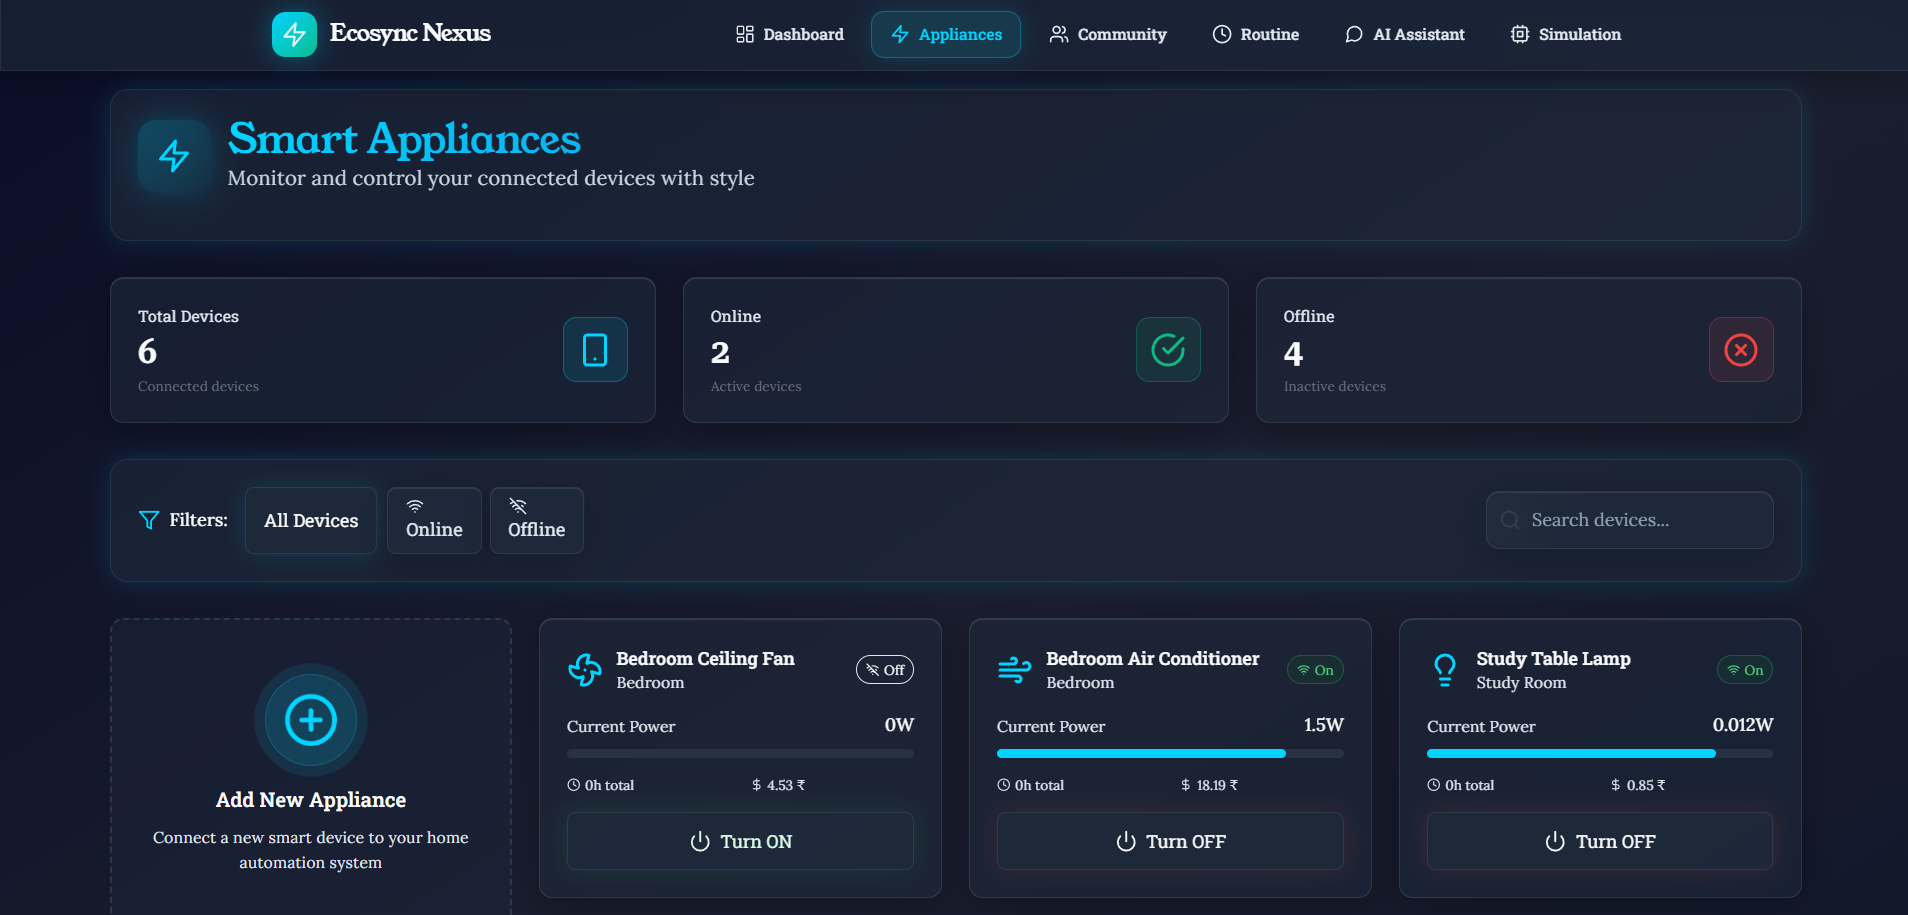 Ecosync Nexus
Dashboard
Appliances
Community
Routine
AI Assistant
Simulation
Smart Appliances
Monitor and control your connected devices with style
Total Devices
6
Connected devices
Online
2
Active devices
Offline
4
Inactive devices
Filters:
All Devices
Online
Offline
Search devices...
Add New Appliance
Connect a new smart device to your home
automation system
Bedroom Ceiling Fan
Bedroom
Off
Current Power
0W
0h total
$ 4.53 ₹
Turn ON
Bedroom Air Conditioner
Bedroom
On
Current Power
1.5W
0h total
$ 18.19 ₹
Turn OFF
Study Table Lamp
Study Room
On
Current Power
0.012W
0h total
$ 0.85 ₹
Turn OFF